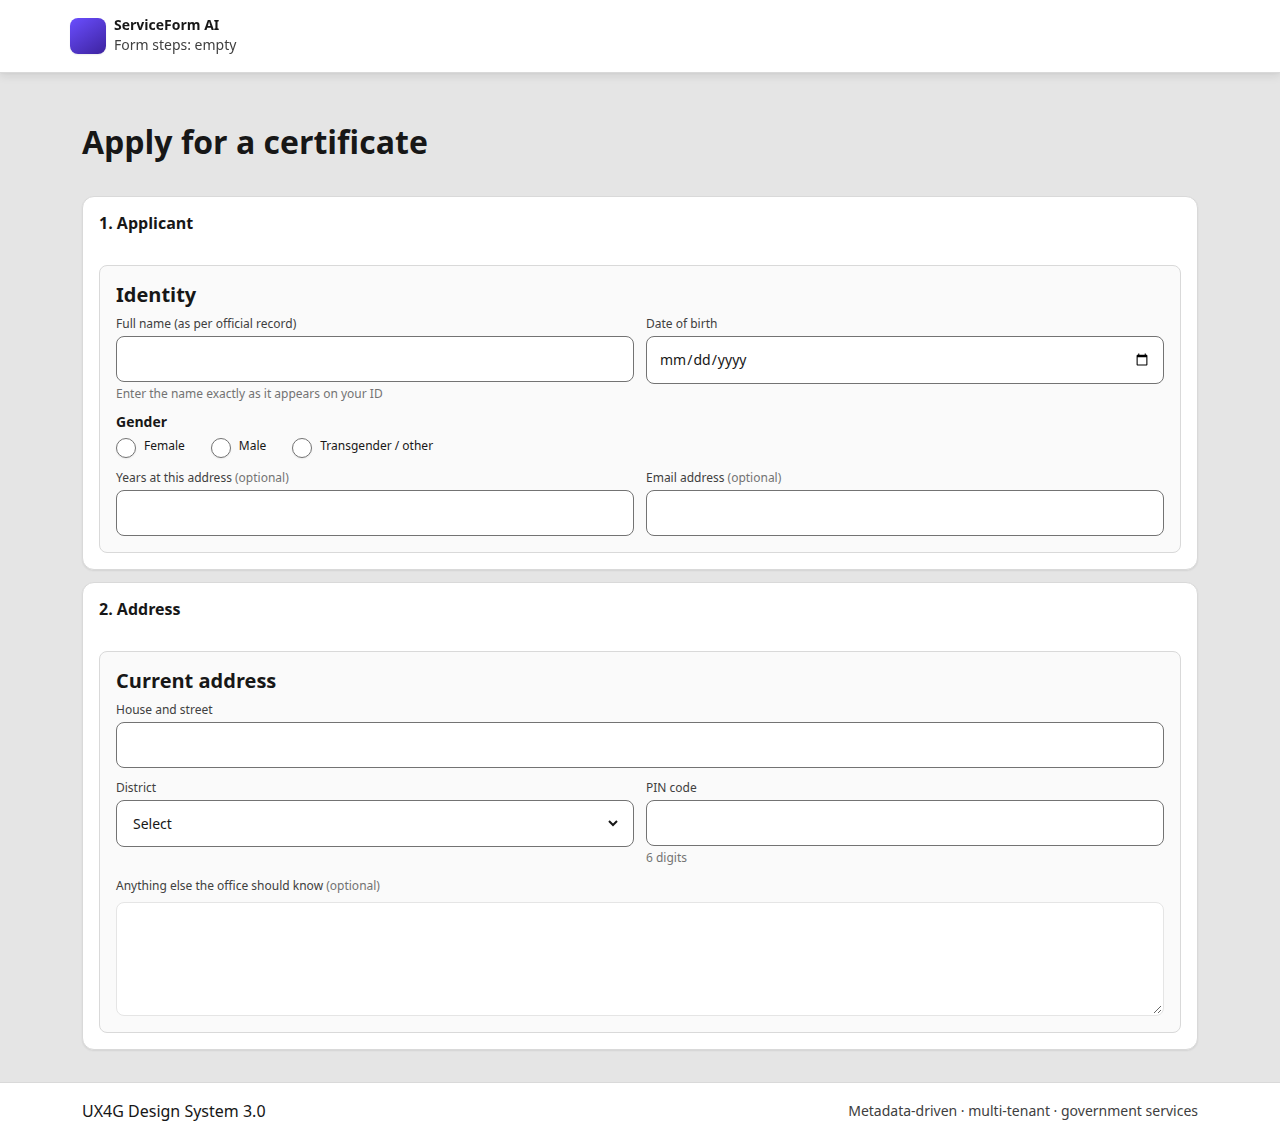 ServiceForm AI
Form steps: empty
Apply for a certificate
1. Applicant
Identity
Full name (as per official record)
Date of birth
mm/dd/yyyy
Enter the name exactly as it appears on your ID
Gender
Female
Male
Transgender / other
Years at this address (optional)
Email address (optional)
2. Address
Current address
House and street
District
PIN code
Select
6 digits
Anything else the office should know (optional)
UX4G Design System 3.0
Metadata-driven · multi-tenant · government services